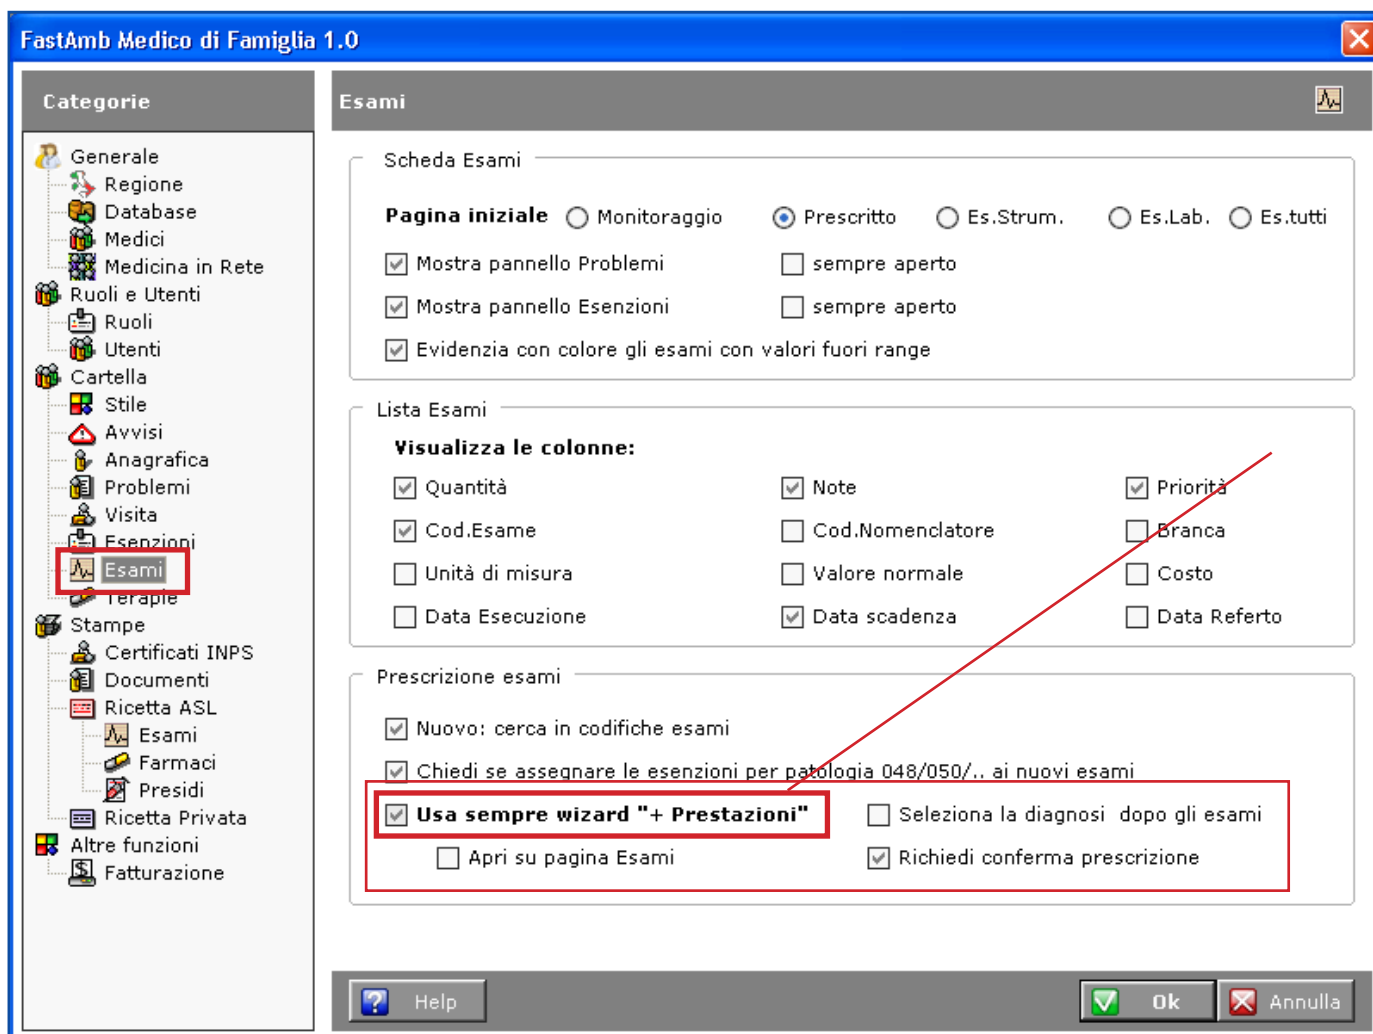 FastAmb Medico di Famiglia 1.0
Categorie
Generale
Regione
Database
Medici
Medicina in Rete
Ruoli e Utenti
Ruoli
Utenti
Cartella
Stile
Avvisi
Anagrafica
Problemi
Visita
Esenzioni
Esami
Terapie
Stampe
Certificati INPS
Documenti
Ricetta ASL
Esami
Farmaci
Presidi
Ricetta Privata
Altre funzioni
Fatturazione
Esami
Scheda Esami
Pagina iniziale Monitoraggio Prescritto Es.Strum. Es.Lab. Es.tutti
Mostra pannello Problemi sempre aperto
Mostra pannello Esenzioni sempre aperto
Evidenzia con colore gli esami con valori fuori range
Lista Esami
Visualizza le colonne:
Quantità Note Priorità
Cod.Esame Cod.Nomenclatore Branca
Unità di misura Valore normale Costo
Data Esecuzione Data scadenza Data Referto
Prescrizione esami
Nuovo: cerca in codifiche esami
Chiedi se assegnare le esenzioni per patologia 048/050/.. ai nuovi esami
Usa sempre wizard "+ Prestazioni" Seleziona la diagnosi dopo gli esami
Apri su pagina Esami Richiedi conferma prescrizione
Help Ok Annulla